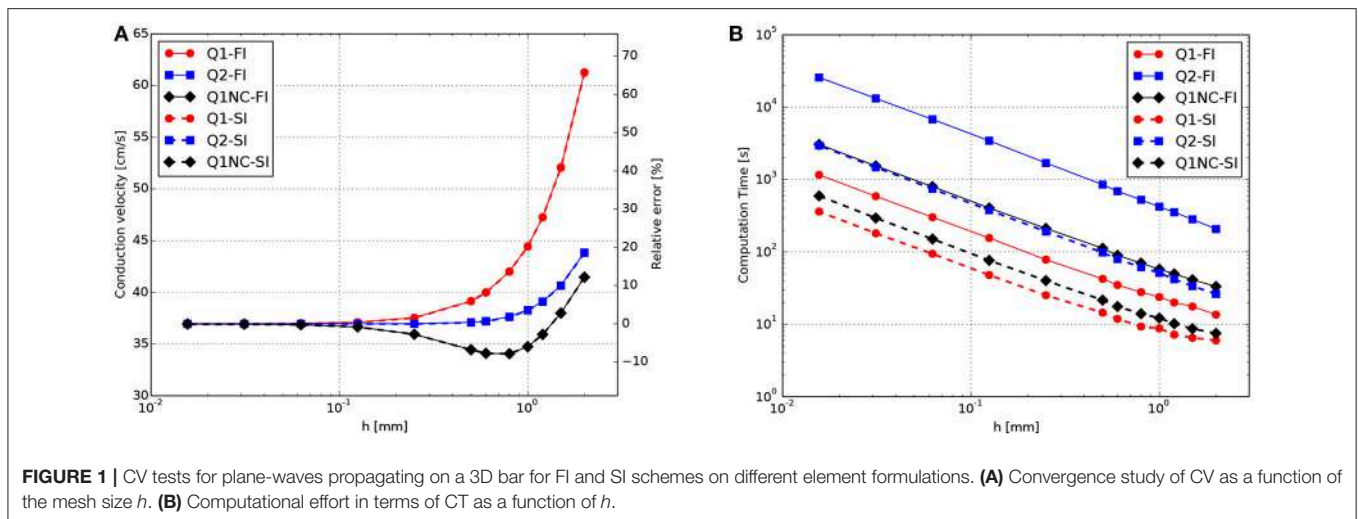 A
Q1-FI
Q2-FI
Q1NC-FI
Q1-SI
Q2-SI
Q1NC-SI
65
60
55
50
45
40
35
30
Conduction velocity [cm/s]
70
60
50
40
30
20
10
0
−10
Relative error [%]
10⁻²
10⁻¹
10⁰
h [mm]
B
Q1-FI
Q2-FI
Q1NC-FI
Q1-SI
Q2-SI
Q1NC-SI
10⁵
10⁴
10³
10²
10¹
10⁰
Computation Time [s]
10⁻²
10⁻¹
10⁰
h [mm]
FIGURE 1 | CV tests for plane-waves propagating on a 3D bar for FI and SI schemes on different element formulations. (A) Convergence study of CV as a function of
the mesh size h. (B) Computational effort in terms of CT as a function of h.